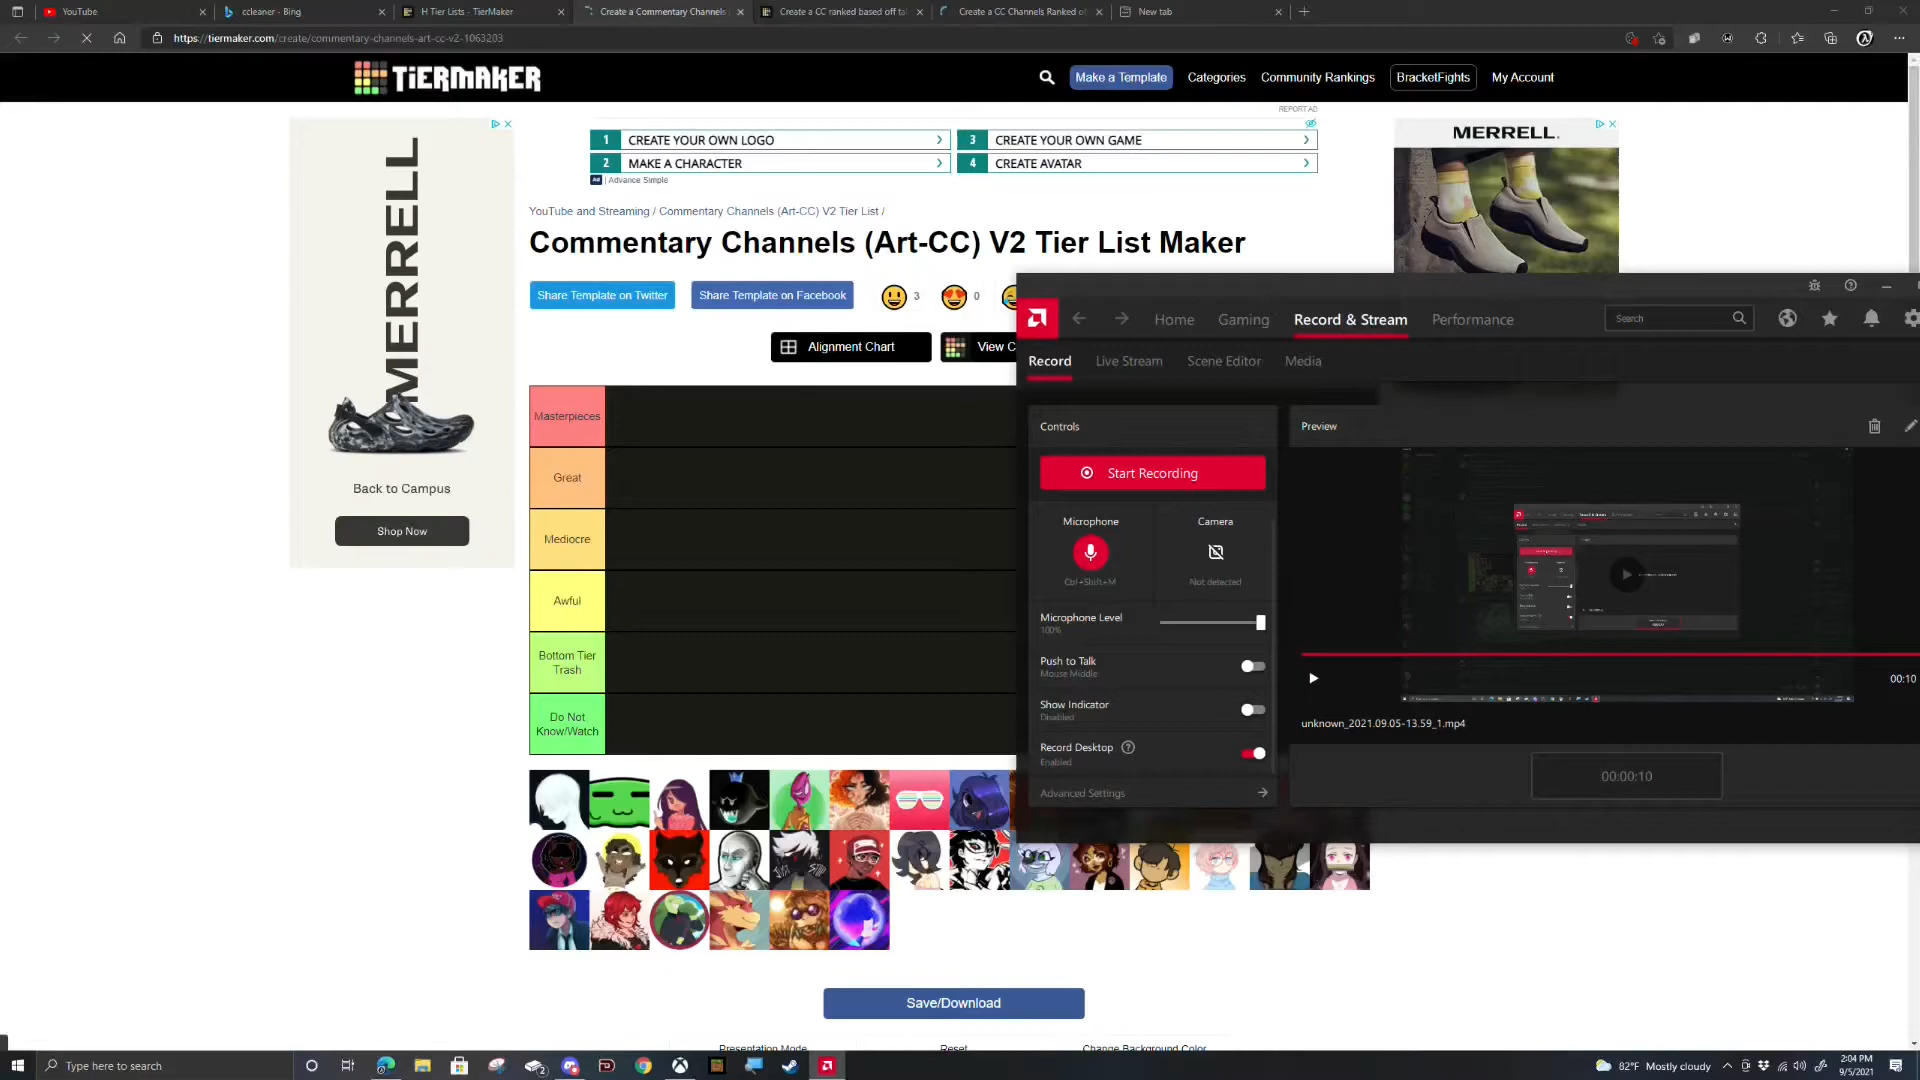 YouTube
ccleaner - Bing
H Tier Lists - TierMaker
Create a Commentary Channels
Create a CC ranked based off ta
Create a CC Channels Ranked o
New tab
https://tiermaker.com/create/commentary-channels-art-cc-v2-1063203
TiERMAKER
Make a Template
Categories
Community Rankings
BracketFights
My Account
REPORT AD
1 CREATE YOUR OWN LOGO
3 CREATE YOUR OWN GAME
2 MAKE A CHARACTER
4 CREATE AVATAR
Ad | Advance Simple
MERRELL
Back to Campus
Shop Now
MERRELL
YouTube and Streaming / Commentary Channels (Art-CC) V2 Tier List /
Commentary Channels (Art-CC) V2 Tier List Maker
Share Template on Twitter
Share Template on Facebook
3
0
Alignment Chart
View C
Masterpieces
Great
Mediocre
Awful
Bottom Tier
Trash
Do Not
Know/Watch
Home
Gaming
Record & Stream
Performance
Search
Record
Live Stream
Scene Editor
Media
Controls
Preview
Start Recording
Microphone
Camera
Ctrl+Shift+M
Not detected
Microphone Level
100%
Push to Talk
Mouse Middle
Show Indicator
Disabled
Record Desktop
Enabled
Advanced Settings
00:10
unknown_2021.09.05-13.59_1.mp4
00:00:10
Save/Download
Presentation Mode
Reset
Change Background Color
Type here to search
2
82°F Mostly cloudy
2:04 PM
9/5/2021